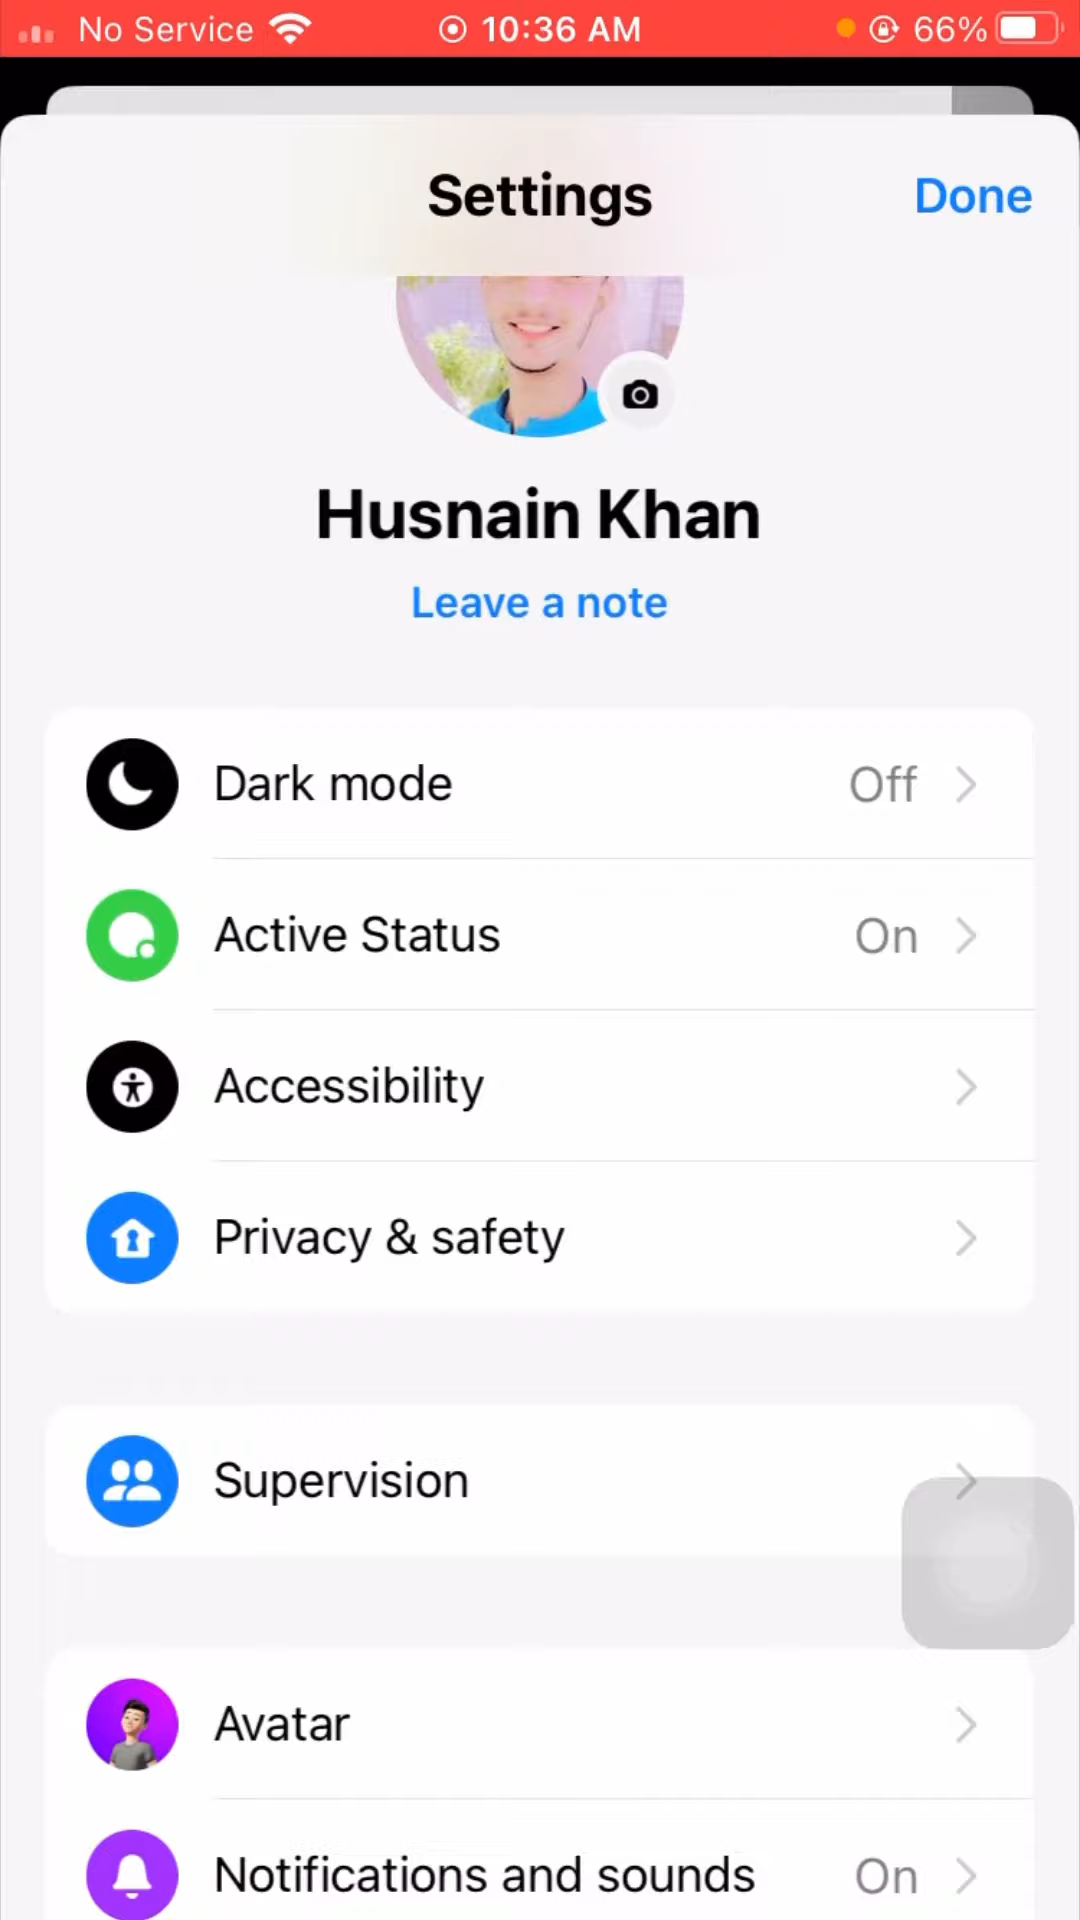 No Service 10:36 AM 66%
Settings Done
Husnain Khan
Leave a note
Dark mode Off
Active Status On
Accessibility
Privacy & safety
Supervision
Avatar
Notifications and sounds On